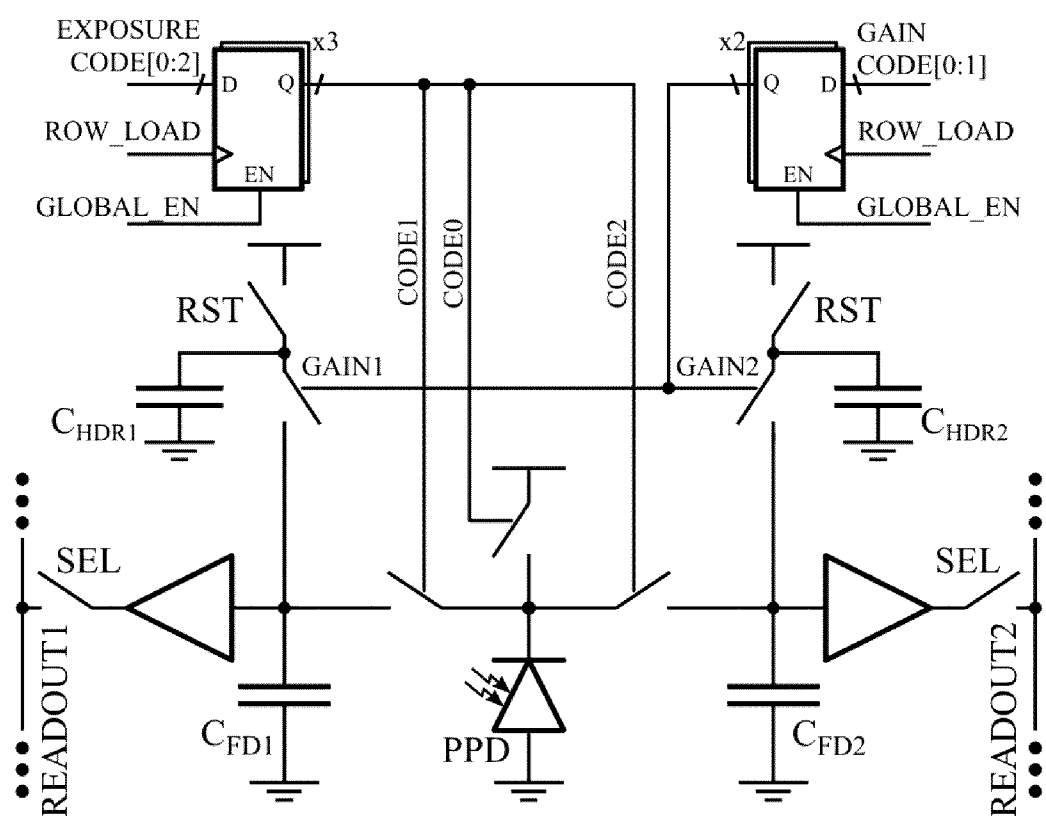 EXPOSURE
CODE[0:2]
x3
D
Q
ROW_LOAD
EN
GLOBAL_EN
x2
GAIN
CODE[0:1]
Q
D
ROW_LOAD
EN
GLOBAL_EN
CODE1
CODE0
CODE2
RST
RST
GAIN1
GAIN2
CHDR1
CHDR2
SEL
SEL
READOUT1
READOUT2
CFD1
PPD
CFD2